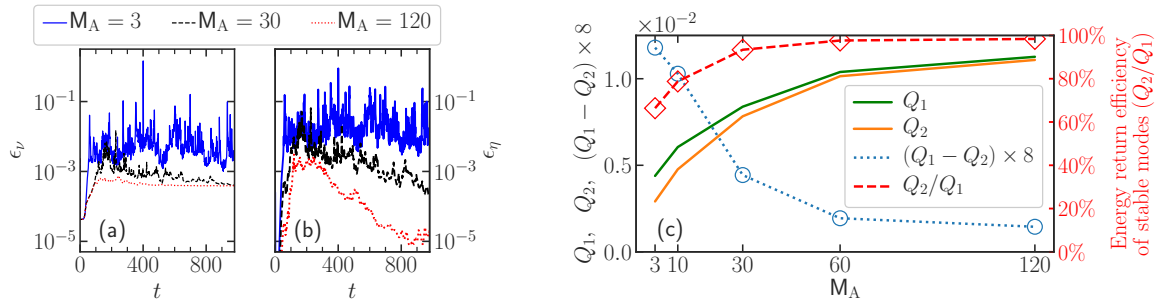 M_A = 3 M_A = 30 M_A = 120
10^{-1}
10^{-3}
10^{-5}
ϵ_ν
(a)
0 400 800
t
10^{-1}
10^{-3}
10^{-5}
ϵ_η
(b)
0 400 800
t
×10^{-2}
1.0
0.5
0.0
Q_1, Q_2, (Q_1 − Q_2) × 8
Q_1
Q_2
(Q_1 − Q_2) × 8
Q_2/Q_1
(c)
3 10 30 60 120
M_A
100%
80%
60%
40%
20%
0%
Energy return efficiency
of stable modes (Q_2/Q_1)